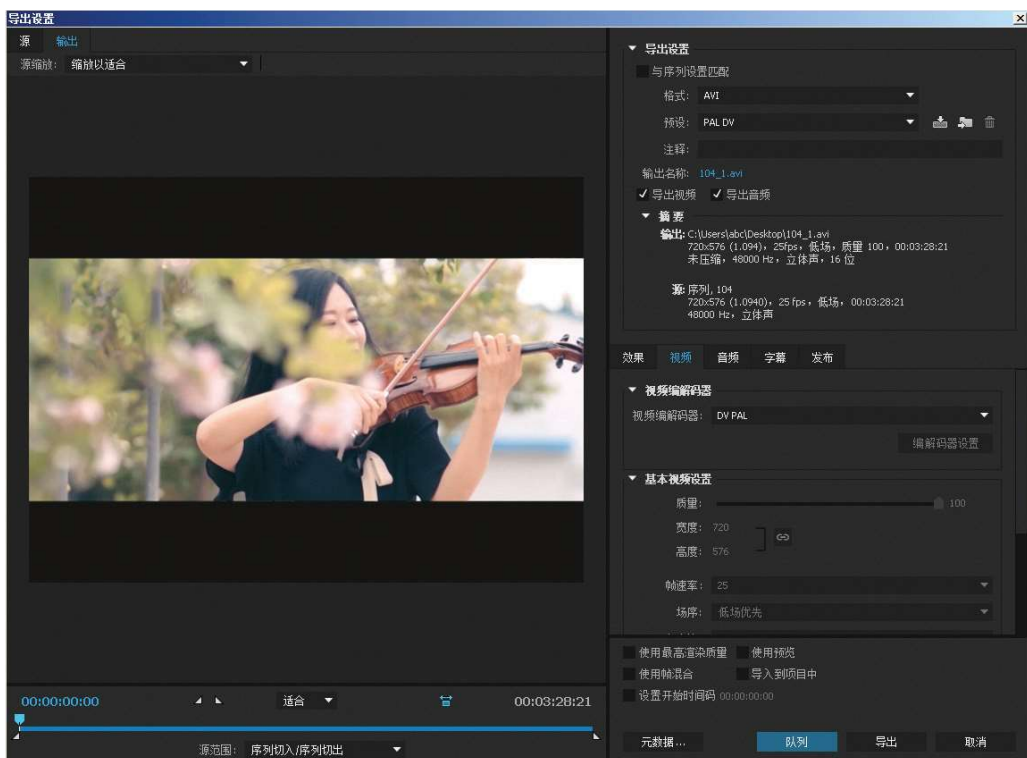 导出设置
源 输出
源缩放: 缩放以适合
导出设置
与序列设置匹配
格式: AVI
预设: PAL DV
注释:
输出名称: 104_1.avi
导出视频 导出音频
摘要
输出: C:\Users\abc\Desktop\104_1.avi
720x576 (1.094), 25fps, 低场, 质量 100, 00:03:28:21
未压缩, 48000 Hz, 立体声, 16 位
源: 序列, 104
720x576 (1.0940), 25 fps, 低场, 00:03:28:21
48000 Hz, 立体声
效果 视频 音频 字幕 发布
视频编解码器
视频编解码器: DV PAL
编解码器设置
基本视频设置
质量: 100
宽度: 720
高度: 576
帧速率: 25
场序: 低场优先
使用最高渲染质量 使用预览
使用帧混合 导入到项目中
设置开始时间码 00:00:00:00
00:00:00:00 适合 00:03:28:21
源范围: 序列切入/序列切出
元数据... 队列 导出 取消